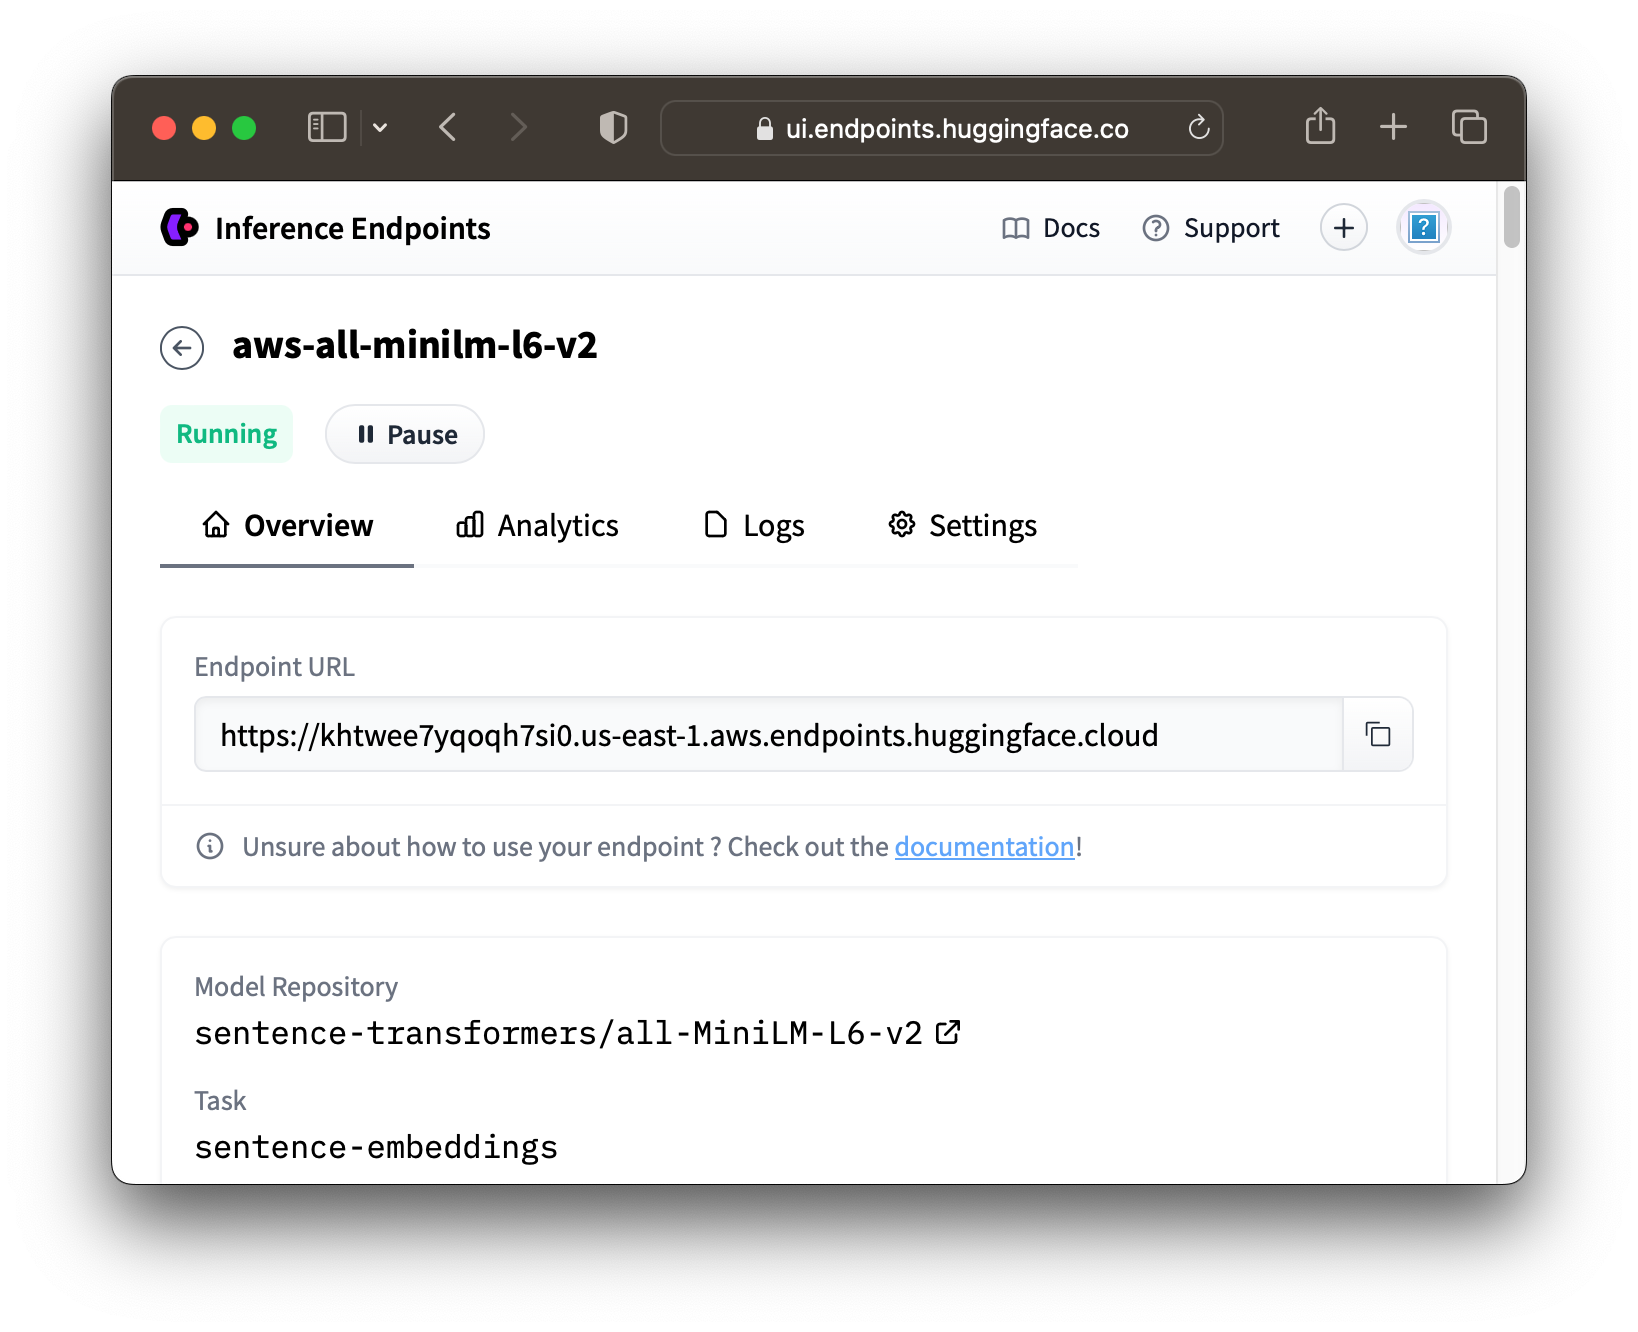 ui.endpoints.huggingface.co
Inference Endpoints
Docs
Support
?
aws-all-minilm-l6-v2
Running
Pause
Overview
Analytics
Logs
Settings
Endpoint URL
https://khtwee7yqoqh7si0.us-east-1.aws.endpoints.huggingface.cloud
Unsure about how to use your endpoint ? Check out the documentation!
Model Repository
sentence-transformers/all-MiniLM-L6-v2
Task
sentence-embeddings